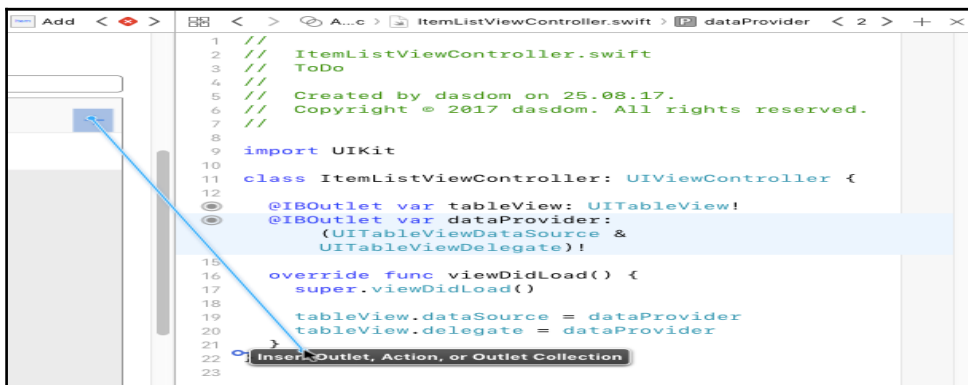 Add < > < > A...c > ItemListViewController.swift > P dataProvider < 2 > + ×
1 //
2 // ItemListViewController.swift
3 // ToDo
4 //
5 // Created by dasdom on 25.08.17.
6 // Copyright © 2017 dasdom. All rights reserved.
7 //
8
9 import UIKit
10
11 class ItemListViewController: UIViewController {
12
@IBOutlet var tableView: UITableView!
@IBOutlet var dataProvider:
(UITableViewDataSource &
UITableViewDelegate)!
15
16 override func viewDidLoad() {
17 super.viewDidLoad()
18
19 tableView.dataSource = dataProvider
20 tableView.delegate = dataProvider
21 }
22 Insert Outlet, Action, or Outlet Collection
23